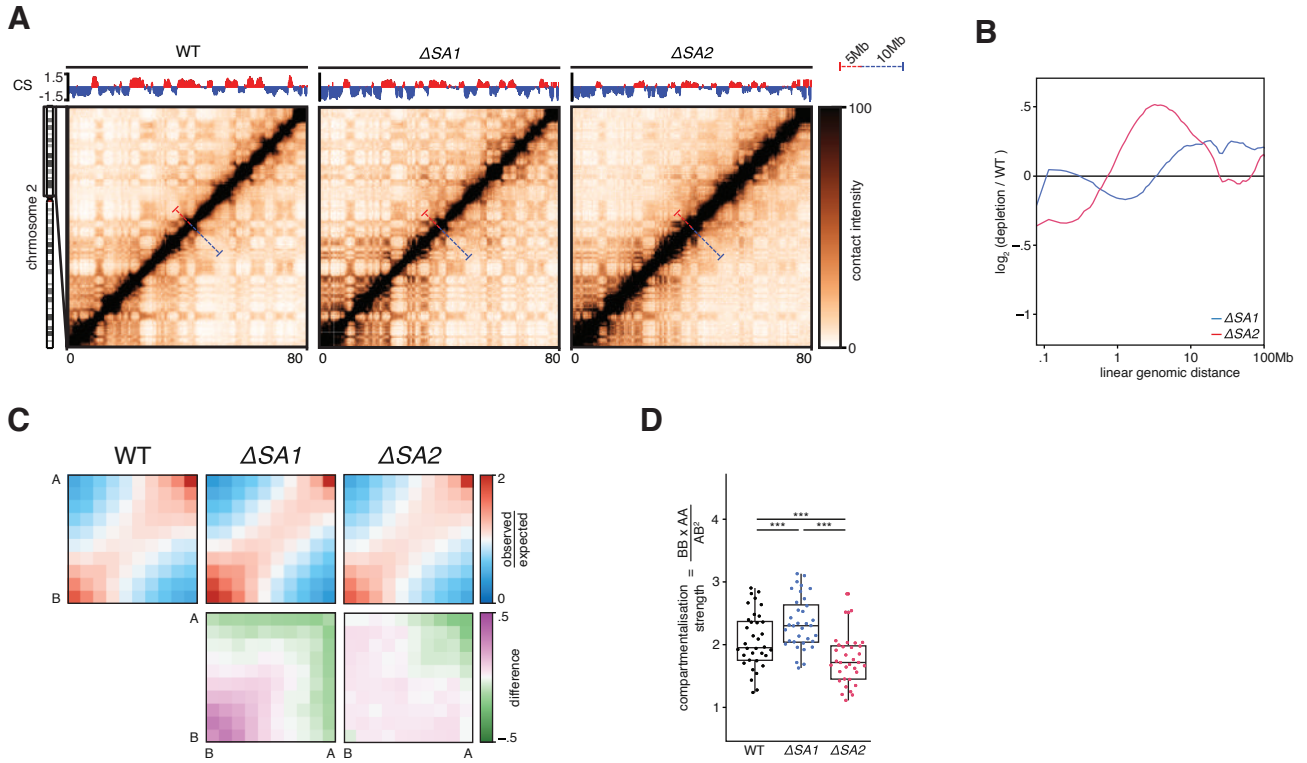 A
WT
ΔSA1
ΔSA2
5Mb
10Mb
CS
1.5
-1.5
chrmosome 2
100
contact intensity
0
0
80
0
80
0
80
B
.5
0
−.5
−1
log2 (depletion / WT )
ΔSA1
ΔSA2
.1
1
10
100Mb
linear genomic distance
C
WT
ΔSA1
ΔSA2
A
B
2
observed
expected
0
A
B
.5
difference
−.5
B
A
B
A
D
***
***
***
4
3
2
1
compartmentalisation
strength
=
BB x AA
AB²
WT
ΔSA1
ΔSA2